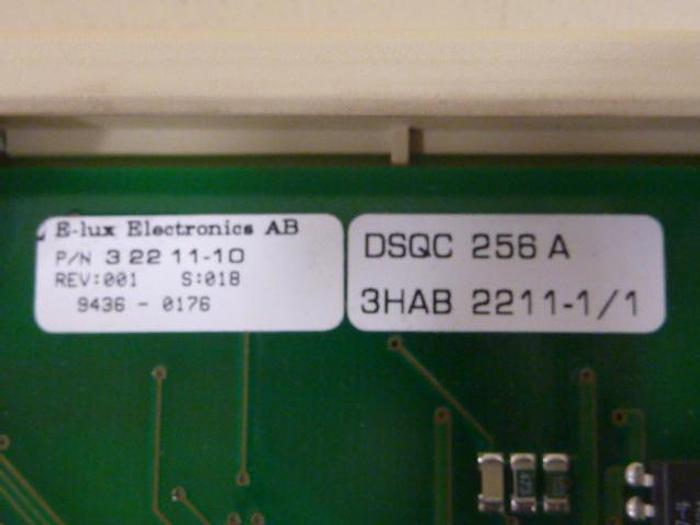 E-lux Electronics AB
P/N 3 22 11-10
REV:001 S:018
9436 - 0176
DSQC 256 A
3HAB 2211-1/1